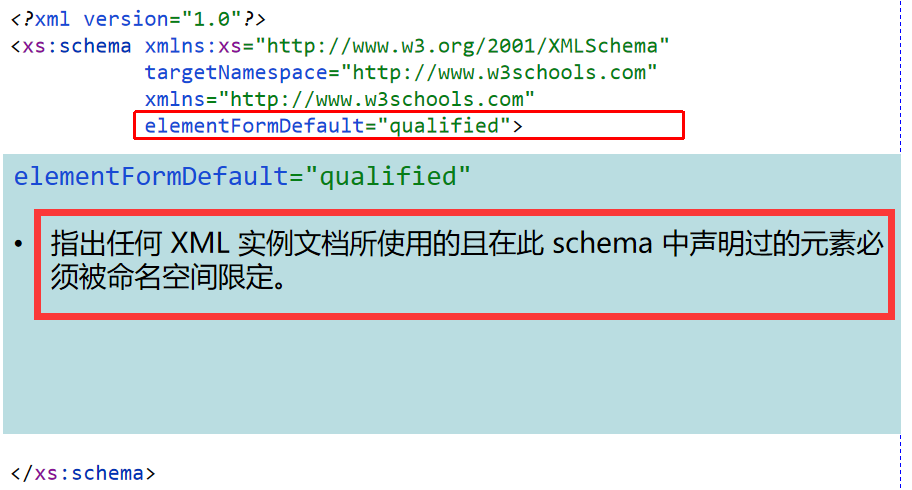 <?xml version="1.0"?>
<xs:schema xmlns:xs="http://www.w3.org/2001/XMLSchema"
targetNamespace="http://www.w3schools.com"
xmlns="http://www.w3schools.com"
elementFormDefault="qualified">
elementFormDefault="qualified"
• 指出任何 XML 实例文档所使用的且在此 schema 中声明过的元素必
须被命名空间限定。
</xs:schema>